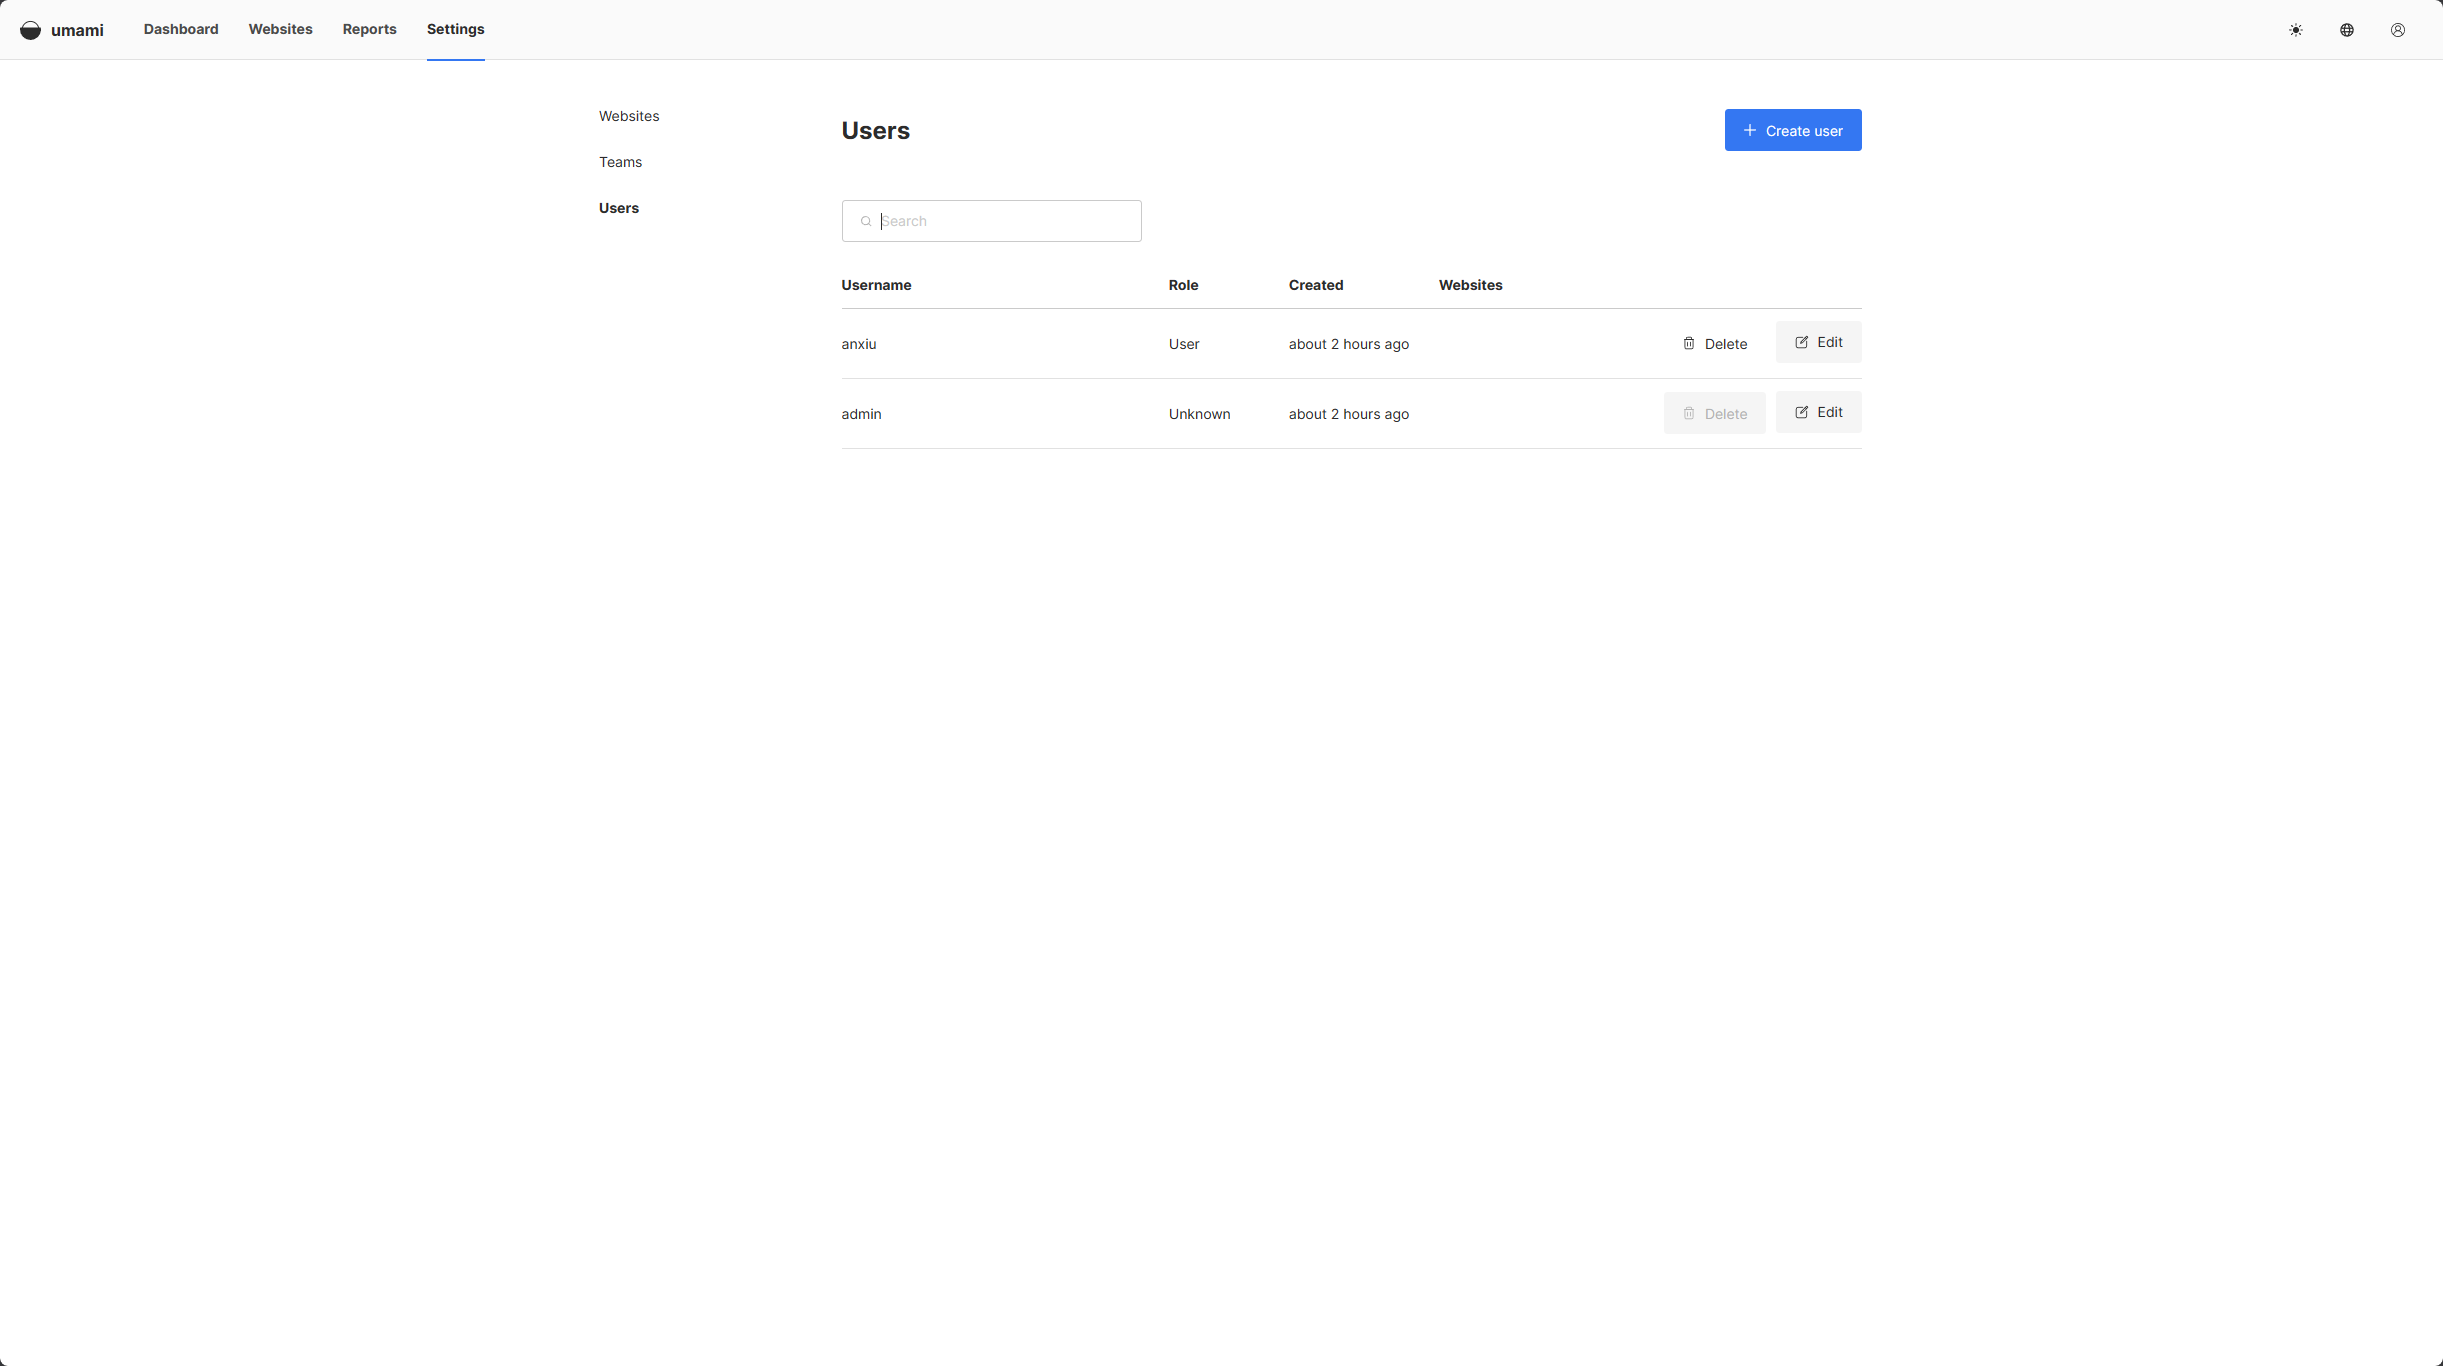 umami Dashboard Websites Reports Settings
Websites
Teams
Users
Users
Create user
Search
Username Role Created Websites
anxiu User about 2 hours ago Delete Edit
admin Unknown about 2 hours ago Delete Edit